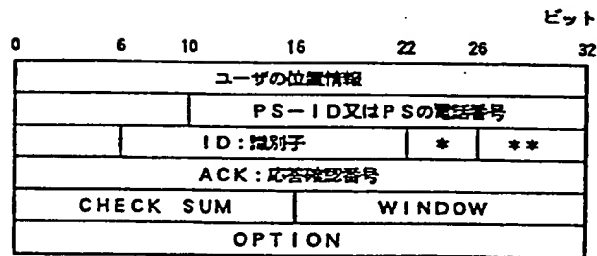 ビット
0 6 10 16 22 26 32
ユーザの位置情報
PS-ID又はPSの電話番号
ID:識別子 * **
ACK:応答確認番号
CHECK SUM WINDOW
OPTION